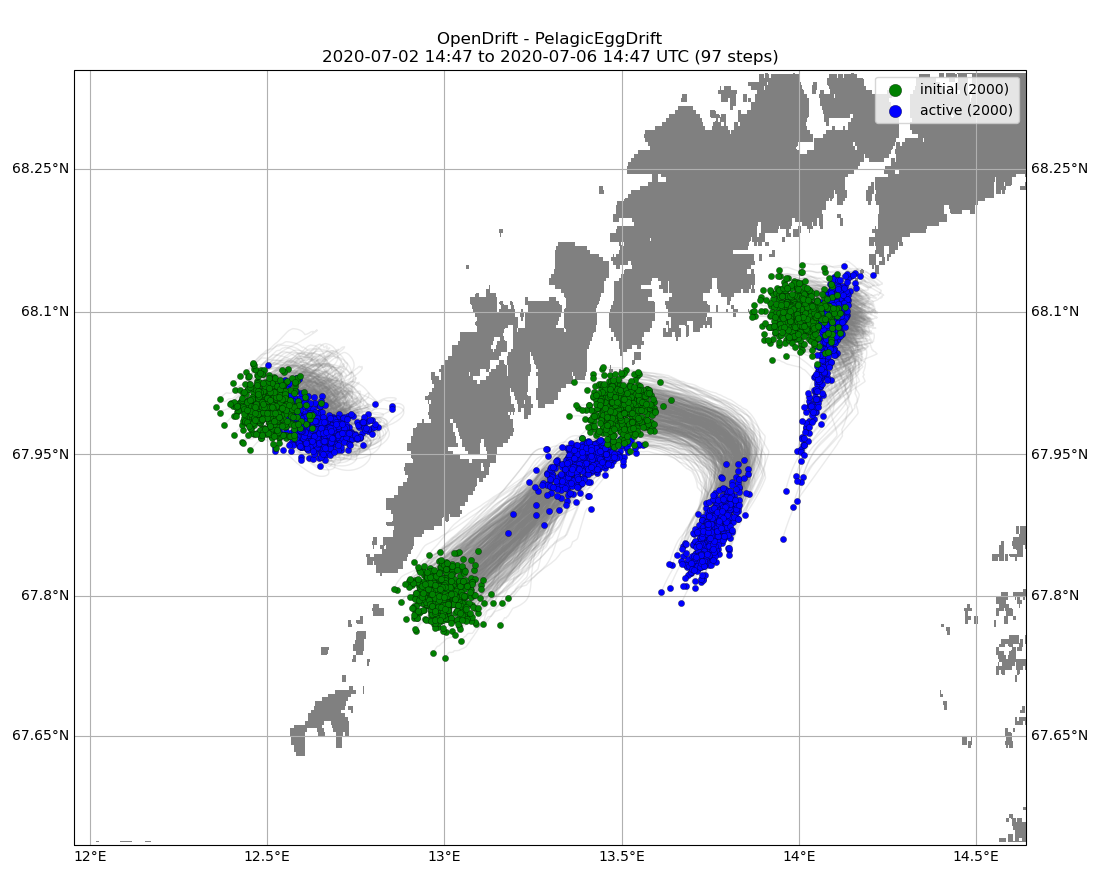 OpenDrift - PelagicEggDrift
2020-07-02 14:47 to 2020-07-06 14:47 UTC (97 steps)
initial (2000)
active (2000)
68.25°N
68.25°N
68.1°N
68.1°N
67.95°N
67.95°N
67.8°N
67.8°N
67.65°N
67.65°N
12°E
12.5°E
13°E
13.5°E
14°E
14.5°E